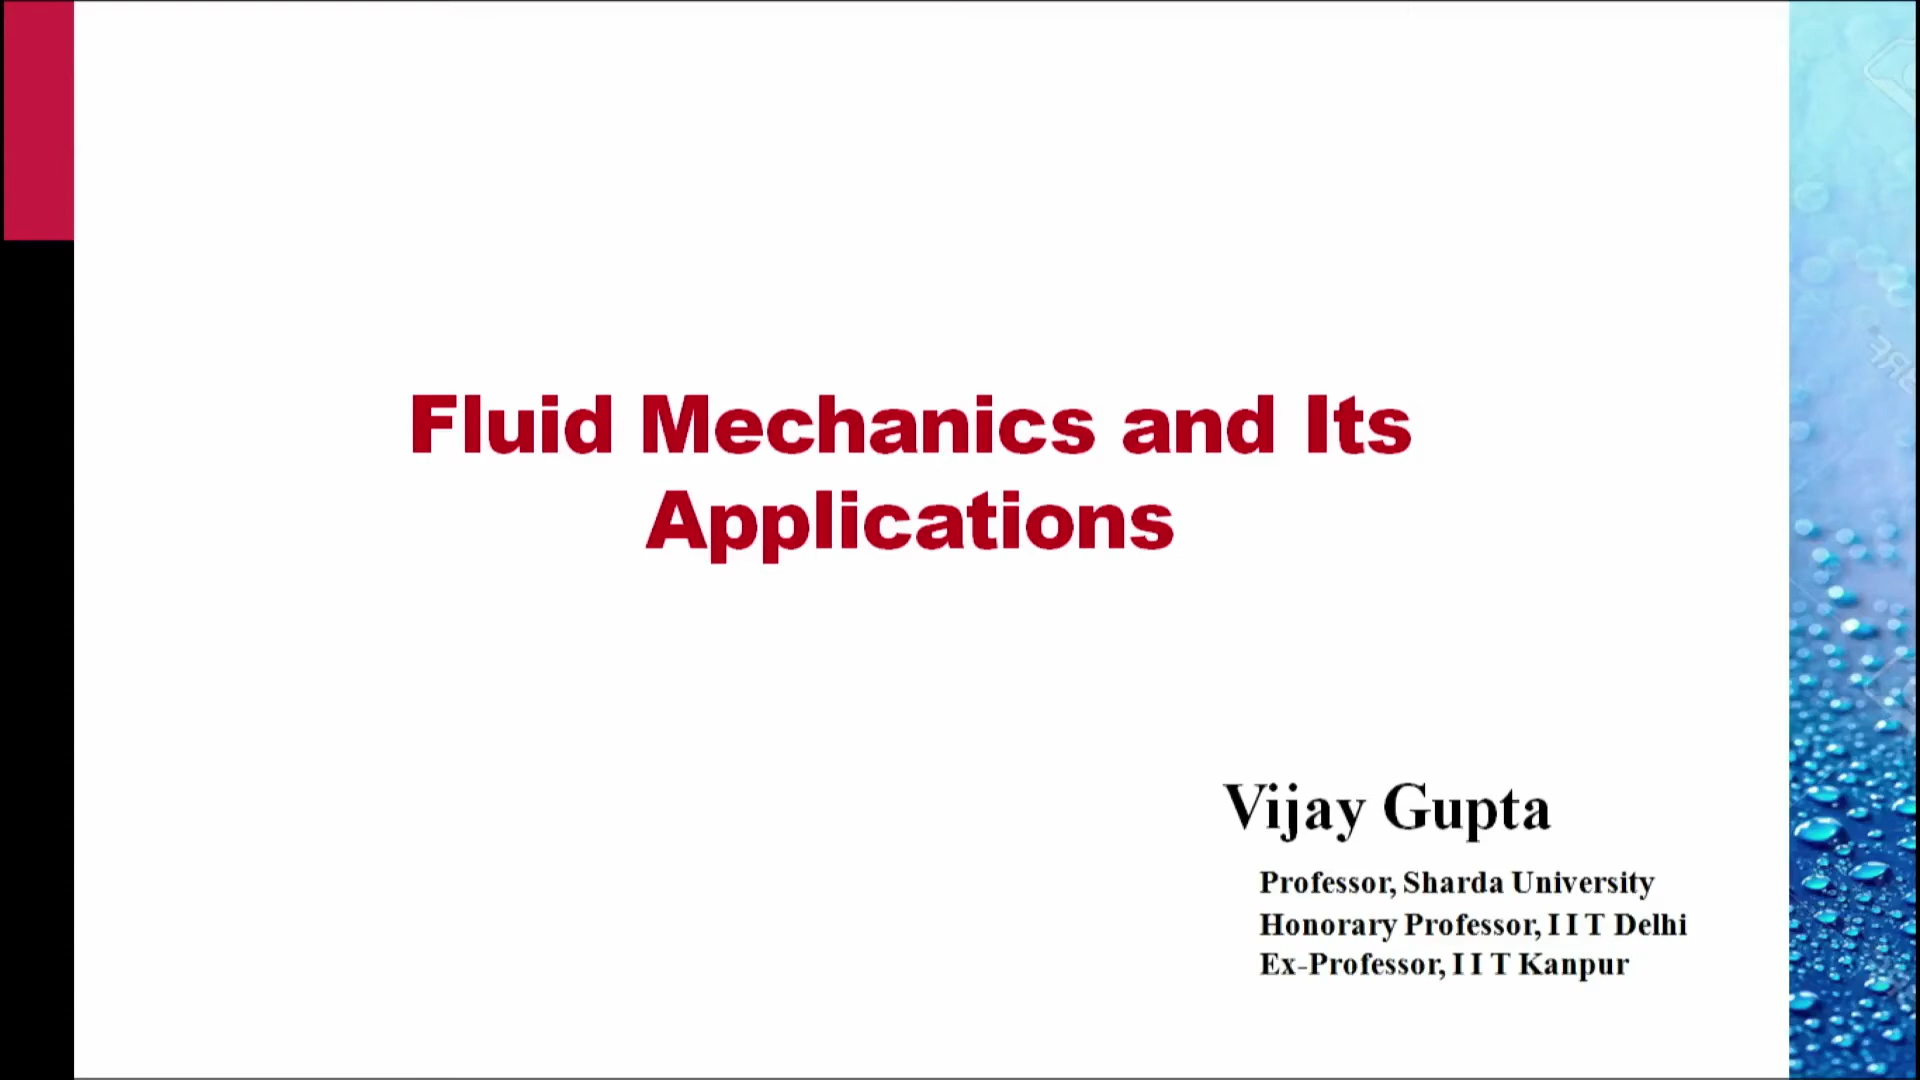 Fluid Mechanics and Its
Applications
Vijay Gupta
Professor, Sharda University
Honorary Professor, I I T Delhi
Ex-Professor, I I T Kanpur